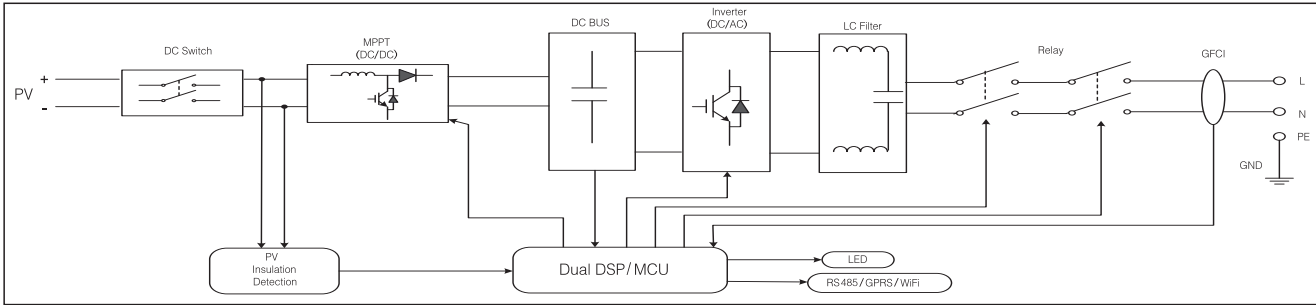 DC Switch
MPPT
(DC/DC)
DC BUS
Inverter
(DC/AC)
LC Filter
Relay
GFCI
PV
+
-
L
N
PE
GND
PV
Insulation
Detection
Dual DSP/MCU
LED
RS485/GPRS/WiFi